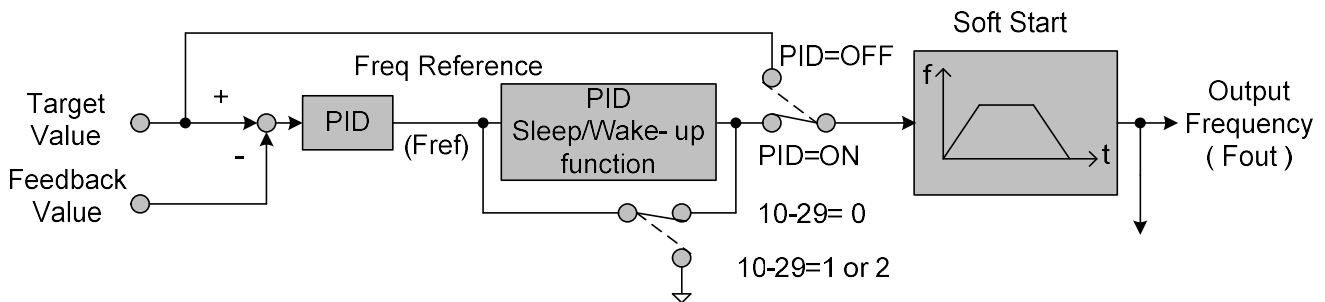 Soft Start
PID=OFF
Freq Reference
f
Target
Value
+
PID
(Fref)
PID
Sleep/Wake- up
function
PID=ON
t
Output
Frequency
( Fout )
-
Feedback
Value
10-29= 0
10-29=1 or 2